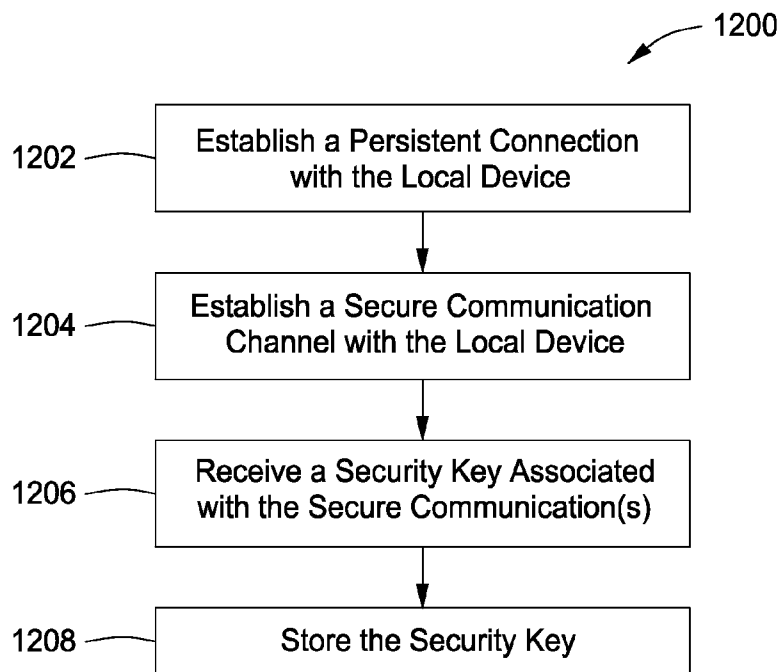 1200
1202
Establish a Persistent Connection
with the Local Device
1204
Establish a Secure Communication
Channel with the Local Device
1206
Receive a Security Key Associated
with the Secure Communication(s)
1208
Store the Security Key